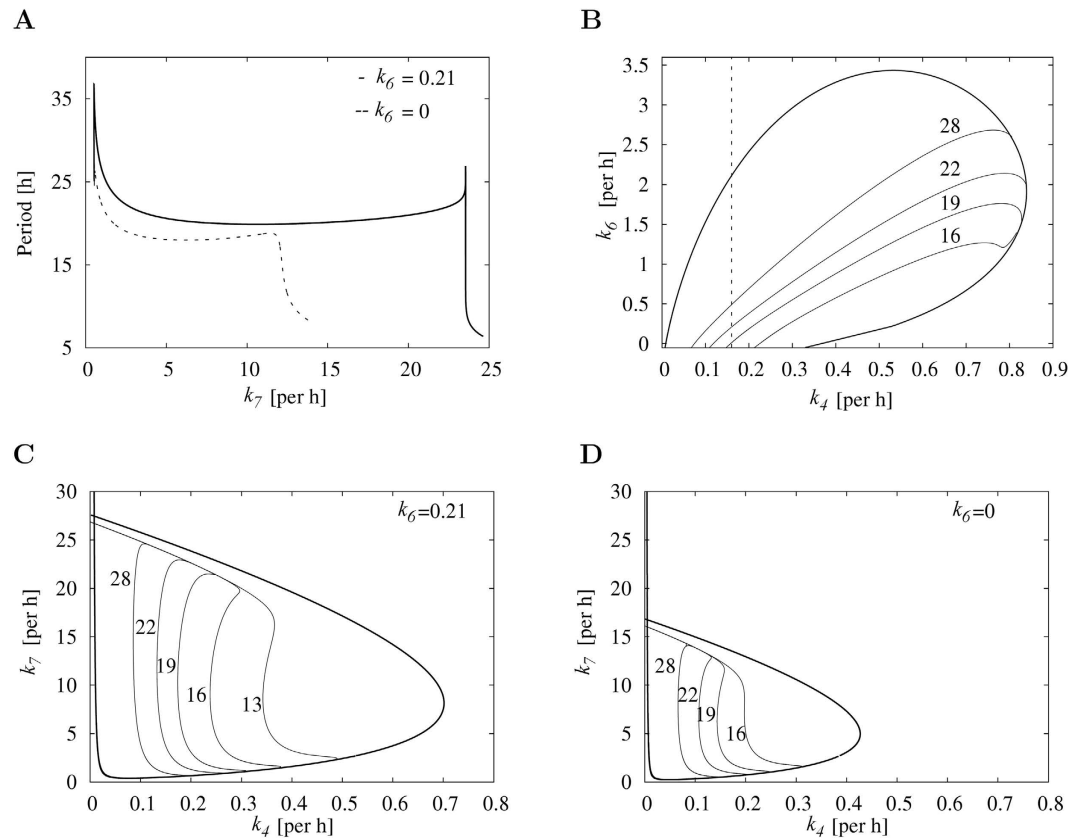 A
- k6 = 0.21
-- k6 = 0
Period [h]
35
25
15
5
0 5 10 15 20 25
k7 [per h]
B
k6 [per h]
3.5
3
2.5
2
1.5
1
0.5
0
28
22
19
16
0 0.1 0.2 0.3 0.4 0.5 0.6 0.7 0.8 0.9
k4 [per h]
C
k6=0.21
k7 [per h]
30
25
20
15
10
5
0
28
22
19
16
13
0 0.1 0.2 0.3 0.4 0.5 0.6 0.7 0.8
k4 [per h]
D
k6=0
k7 [per h]
30
25
20
15
10
5
0
28
22
19
16
0 0.1 0.2 0.3 0.4 0.5 0.6 0.7 0.8
k4 [per h]